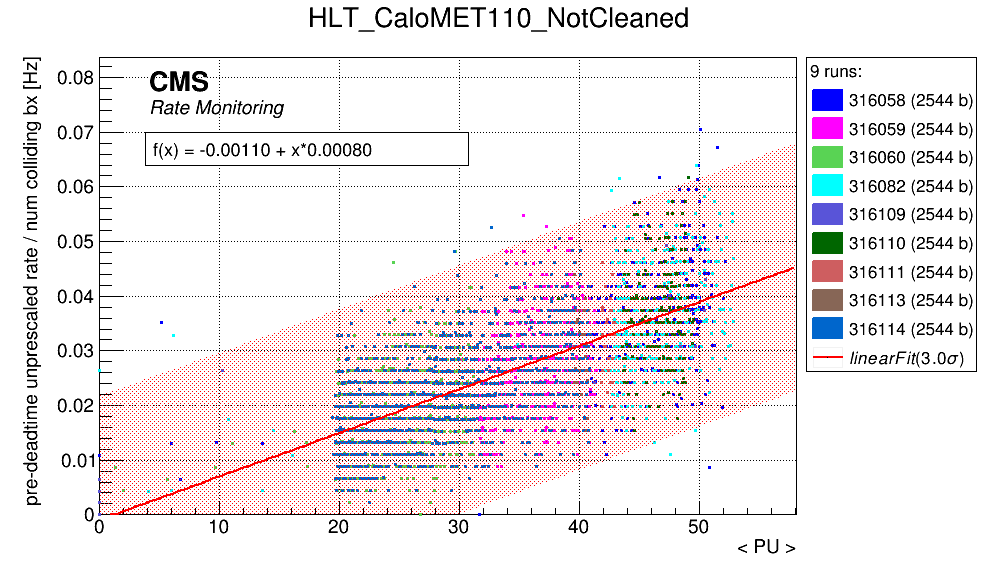 HLT_CaloMET110_NotCleaned
pre-deadtime unprescaled rate / num colliding bx [Hz]
0.08
0.07
0.06
0.05
0.04
0.03
0.02
0.01
0
CMS
Rate Monitoring
f(x) = -0.00110 + x*0.00080
0 10 20 30 40 50
< PU >
9 runs:
316058 (2544 b)
316059 (2544 b)
316060 (2544 b)
316082 (2544 b)
316109 (2544 b)
316110 (2544 b)
316111 (2544 b)
316113 (2544 b)
316114 (2544 b)
linearFit(3.0σ)